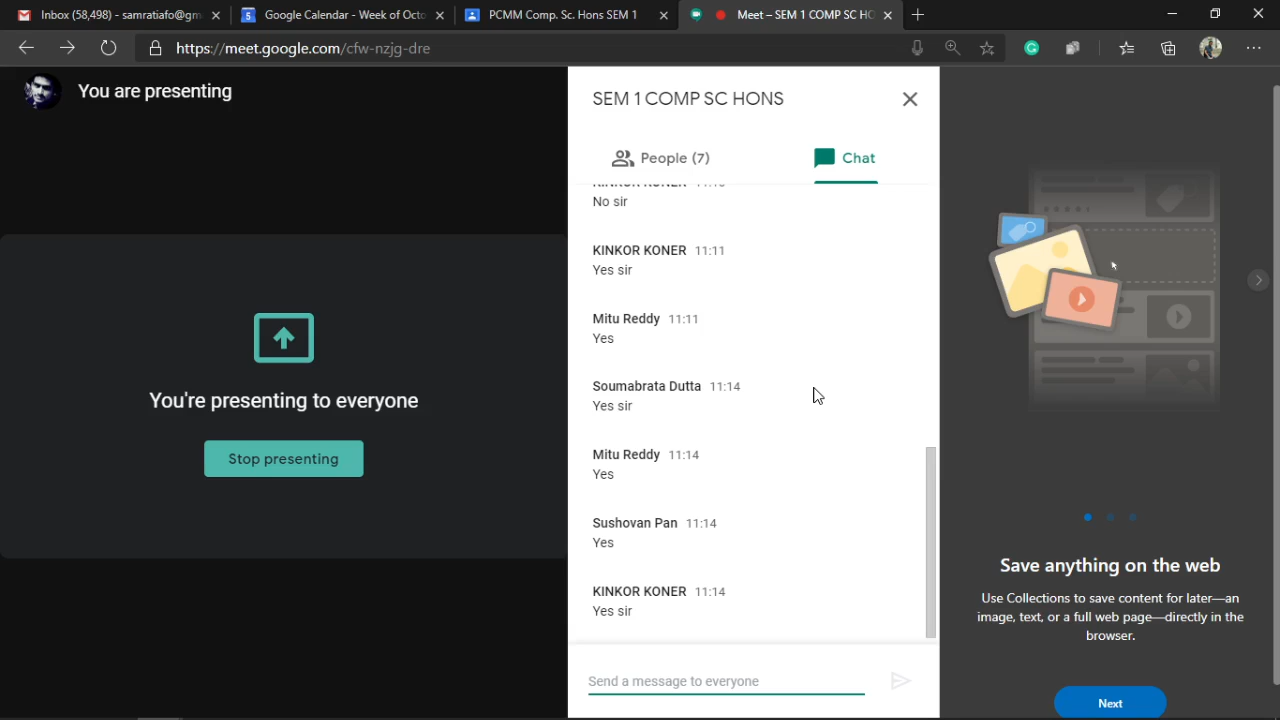 Inbox (58,498) - samratiafo@gm
Google Calendar - Week of Octo
PCMM Comp. Sc. Hons SEM 1
Meet – SEM 1 COMP SC HO
https://meet.google.com/cfw-nzjg-dre
You are presenting
You're presenting to everyone
Stop presenting
SEM 1 COMP SC HONS
People (7)
Chat
KINKOR KONER
No sir
KINKOR KONER 11:11
Yes sir
Mitu Reddy 11:11
Yes
Soumabrata Dutta 11:14
Yes sir
Mitu Reddy 11:14
Yes
Sushovan Pan 11:14
Yes
KINKOR KONER 11:14
Yes sir
Send a message to everyone
Save anything on the web
Use Collections to save content for later—an
image, text, or a full web page—directly in the
browser.
Next